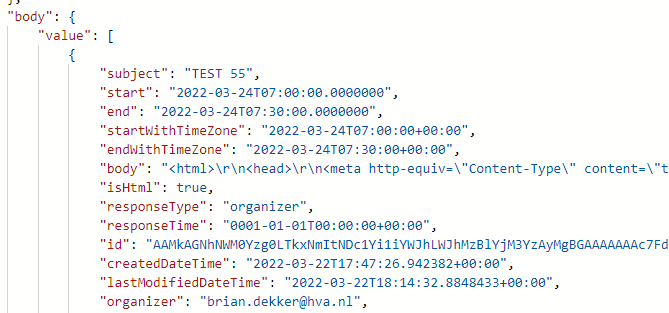 "body": {
"value": [
{
"subject": "TEST 55",
"start": "2022-03-24T07:00:00.0000000",
"end": "2022-03-24T07:30:00.0000000",
"startWithTimeZone": "2022-03-24T07:00:00+00:00",
"endWithTimeZone": "2022-03-24T07:30:00+00:00",
"body": "<html>\r\n<head>\r\n<meta http-equiv=\"Content-Type\" content=\"t
"isHtml": true,
"responseType": "organizer",
"responseTime": "0001-01-01T00:00:00+00:00",
"id": "AAMkAGNhNWM0Yzg0LTkxNmItNDc1Yi1iYWJhLWJhMzBlYjM3YzAyMgBGAAAAAAAc7Fd
"createdDateTime": "2022-03-22T17:47:26.942382+00:00",
"lastModifiedDateTime": "2022-03-22T18:14:32.8848433+00:00",
"organizer": "brian.dekker@hva.nl",